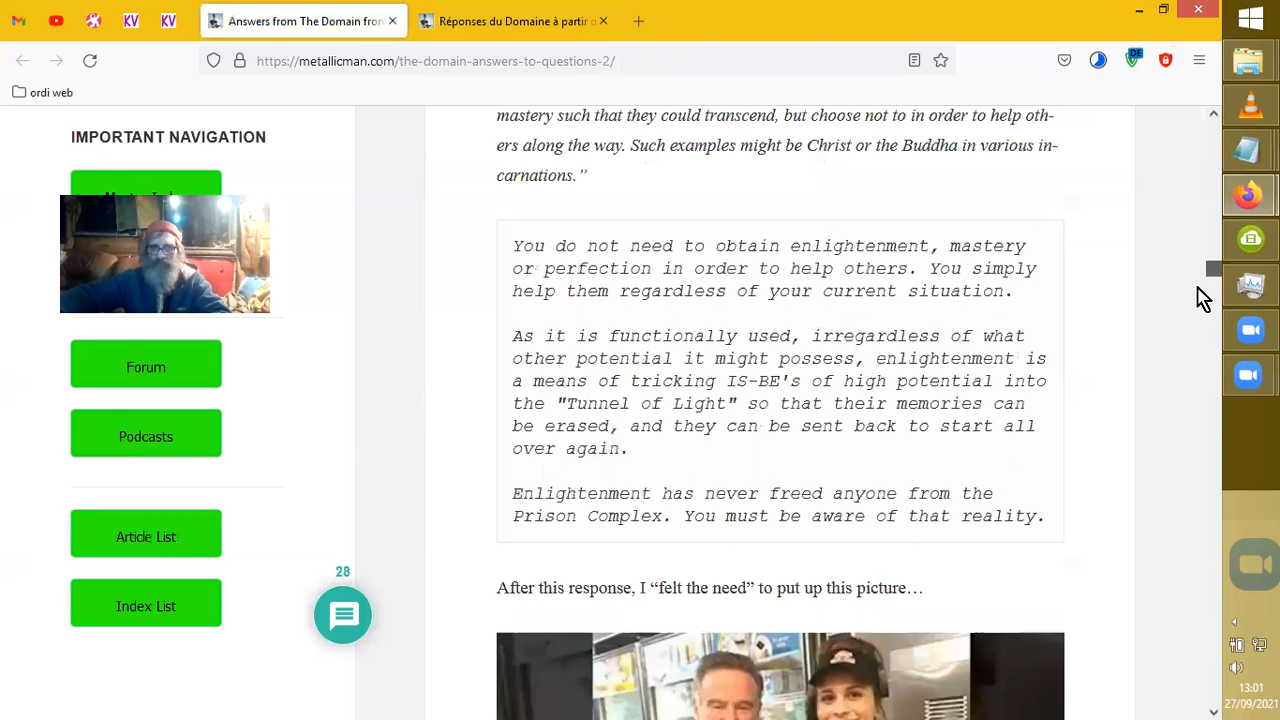 Answers from The Domain from
Réponses du Domaine à partir
https://metallicman.com/the-domain-answers-to-questions-2/
ordi web
IMPORTANT NAVIGATION
Forum
Podcasts
Article List
Index List
28
mastery such that they could transcend, but choose not to in order to help oth-
ers along the way. Such examples might be Christ or the Buddha in various in-
carnations.”
You do not need to obtain enlightenment, mastery
or perfection in order to help others. You simply
help them regardless of your current situation.
As it is functionally used, irregardless of what
other potential it might possess, enlightenment is
a means of tricking IS-BE's of high potential into
the "Tunnel of Light" so that their memories can
be erased, and they can be sent back to start all
over again.
Enlightenment has never freed anyone from the
Prison Complex. You must be aware of that reality.
After this response, I “felt the need” to put up this picture…
KV
KV
DE
13:01
27/09/2021